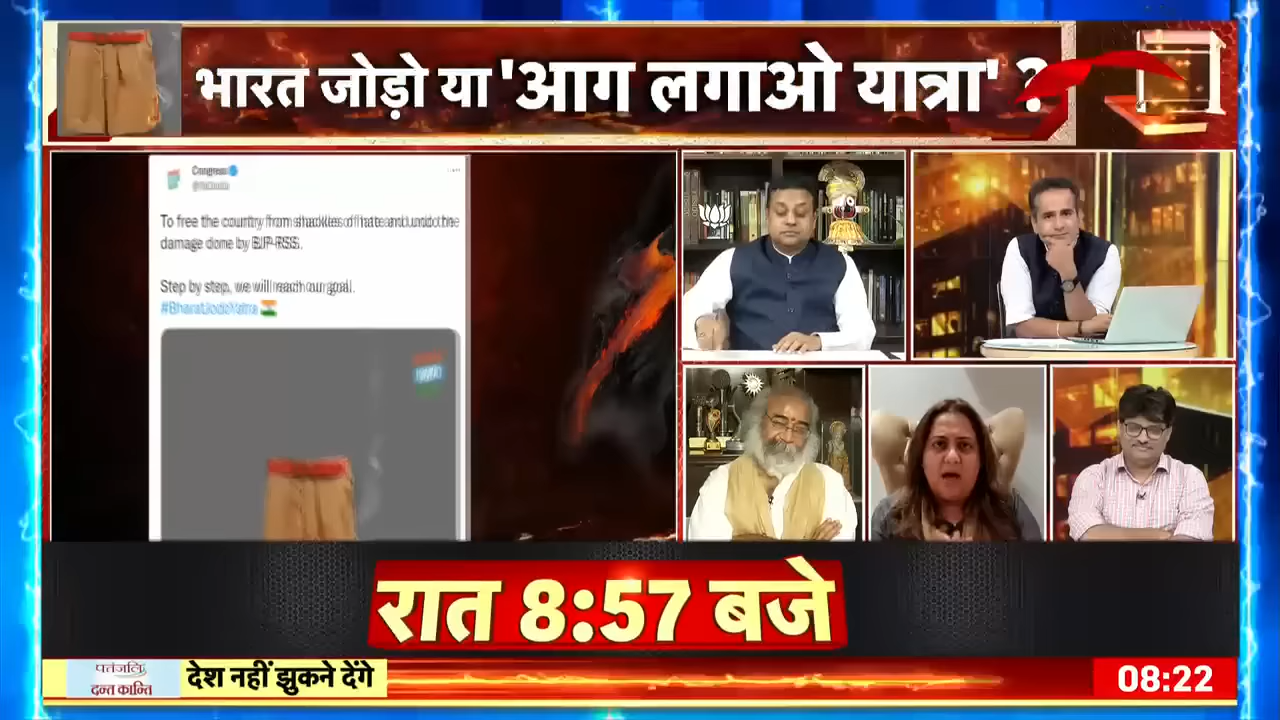 भारत जोड़ो या 'आग लगाओ यात्रा' ?
Congress
To free the country from shackles of hate and undo the
damage done by BJP-RSS.
Step by step, we will reach our goal.
#BharatJodoYatra
रात 8:57 बजे
पतंजलि
दन्त कान्ति
देश नहीं झुकने देंगे
08:22